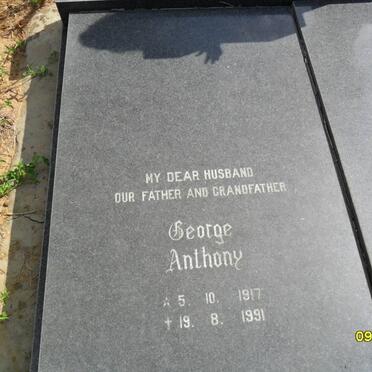 MY DEAR HUSBAND
OUR FATHER AND GRANDFATHER
George
Anthony
☆ 5. 10. 1917
✝ 19. 8. 1991
09